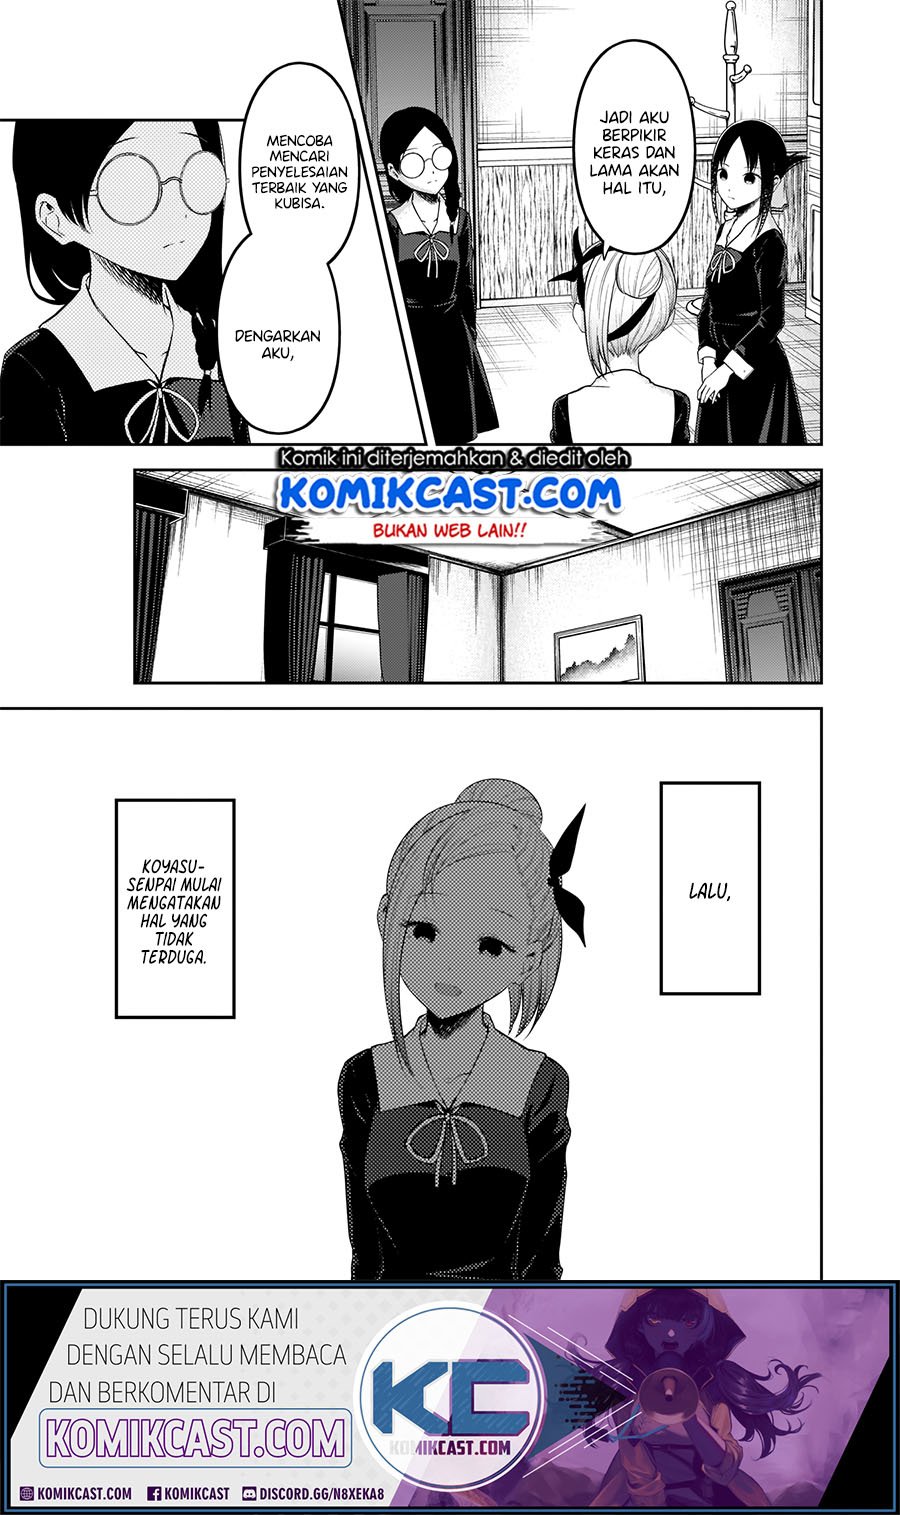 JADI AKU
BERPIKIR
KERAS DAN
LAMA AKAN
HAL ITU,
MENCOBA
MENCARI
PENYELESAIAN
TERBAIK YANG
KUBISA.
DENGARKAN
AKU,
Komik ini diterjemahkan & diedit oleh
KOMIKCAST.COM
BUKAN WEB LAIN!!
LALU,
KOYASU-
SENPAI MULAI
MENGATAKAN
HAL YANG
TIDAK
TERDUGA.
DUKUNG TERUS KAMI
DENGAN SELALU MEMBACA
DAN BERKOMENTAR DI
KOMIKCAST.COM
KC
KOMIKCAST.COM
KOMIKCAST.COM KOMIKCAST DISCORD.GG/N8XEKA8